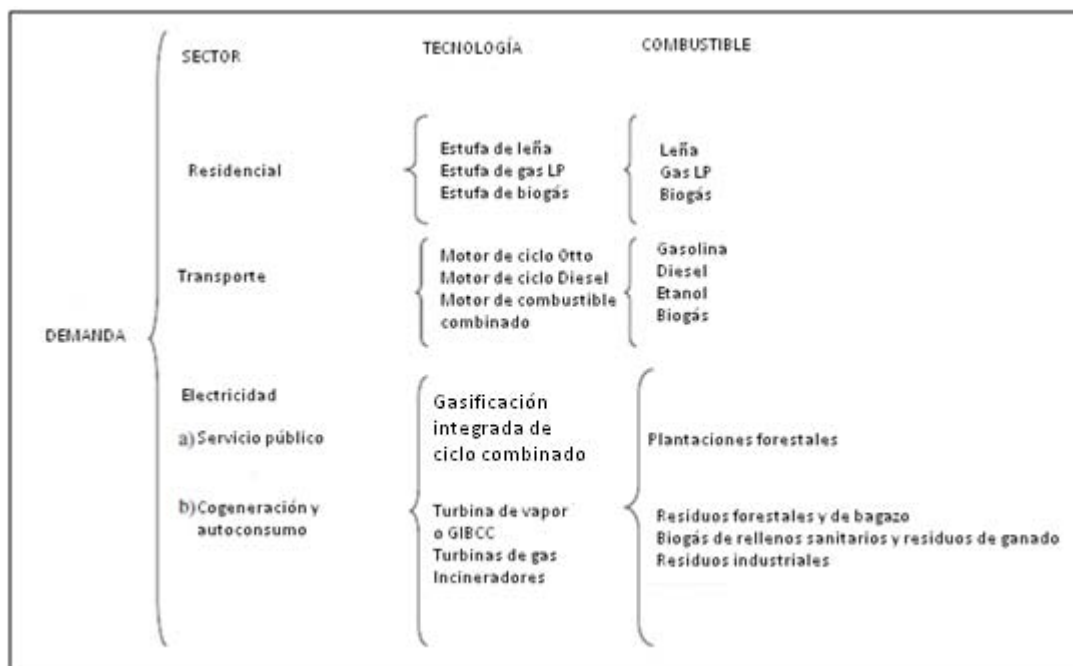 SECTOR
TECNOLOGÍA
COMBUSTIBLE
Residencial
Estufa de leña
Estufa de gas LP
Estufa de biogás
Leña
Gas LP
Biogás
Transporte
Motor de ciclo Otto
Motor de ciclo Diesel
Motor de combustible
combinado
Gasolina
Diesel
Etanol
Biogás
DEMANDA
Electricidad
a) Servicio público
Gasificación
integrada de
ciclo combinado
Plantaciones forestales
b) Cogeneración y
autoconsumo
Turbina de vapor
o GIBCC
Turbinas de gas
Incineradores
Residuos forestales y de bagazo
Biogás de rellenos sanitarios y residuos de ganado
Residuos industriales